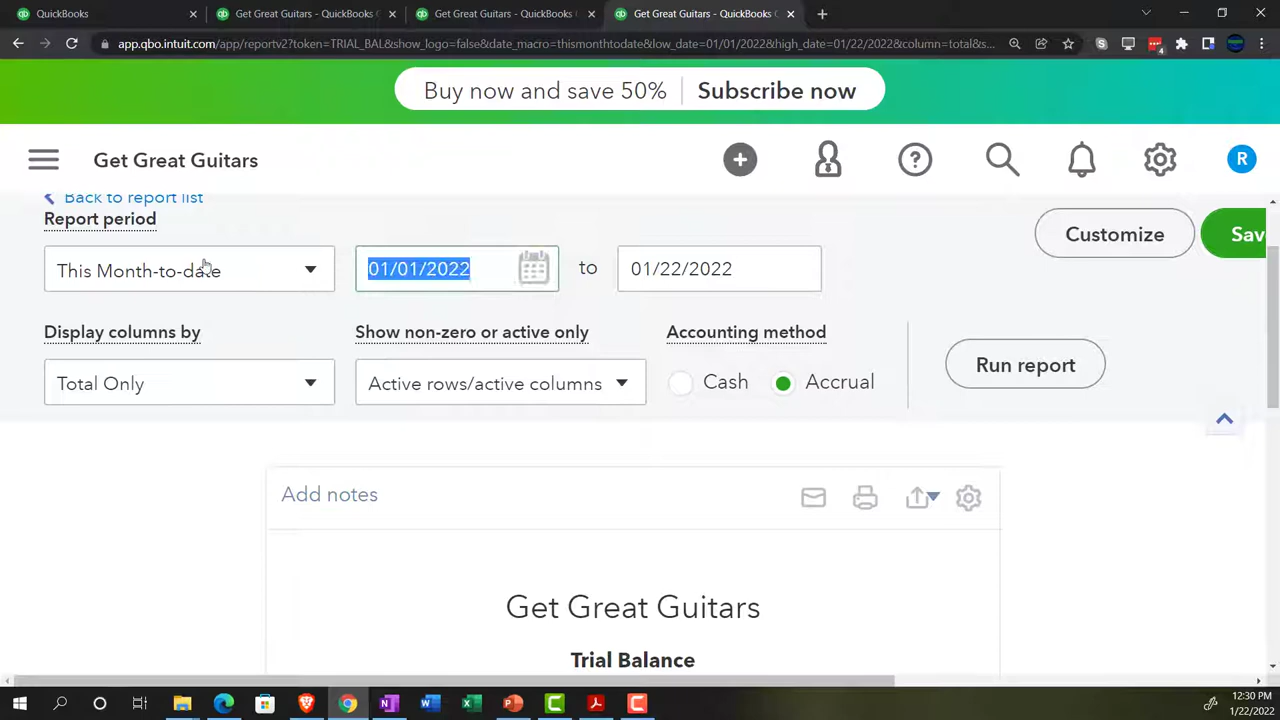 QuickBooks
Get Great Guitars - QuickBooks C
Get Great Guitars - QuickBooks
Get Great Guitars - QuickBooks C
app.qbo.intuit.com/app/reportv2?token=TRIAL_BAL&show_logo=false&date_macro=thismonthtodate&low_date=01/01/2022&high_date=01/22/2022&column=total&s...
4
Buy now and save 50% Subscribe now
Get Great Guitars
R
Back to report list
Report period
Customize
Sav
This Month-to-date 01/01/2022 to 01/22/2022
Display columns by Show non-zero or active only Accounting method
Total Only Active rows/active columns Cash Accrual Run report
Add notes
Get Great Guitars
Trial Balance
12:30 PM
1/22/2022